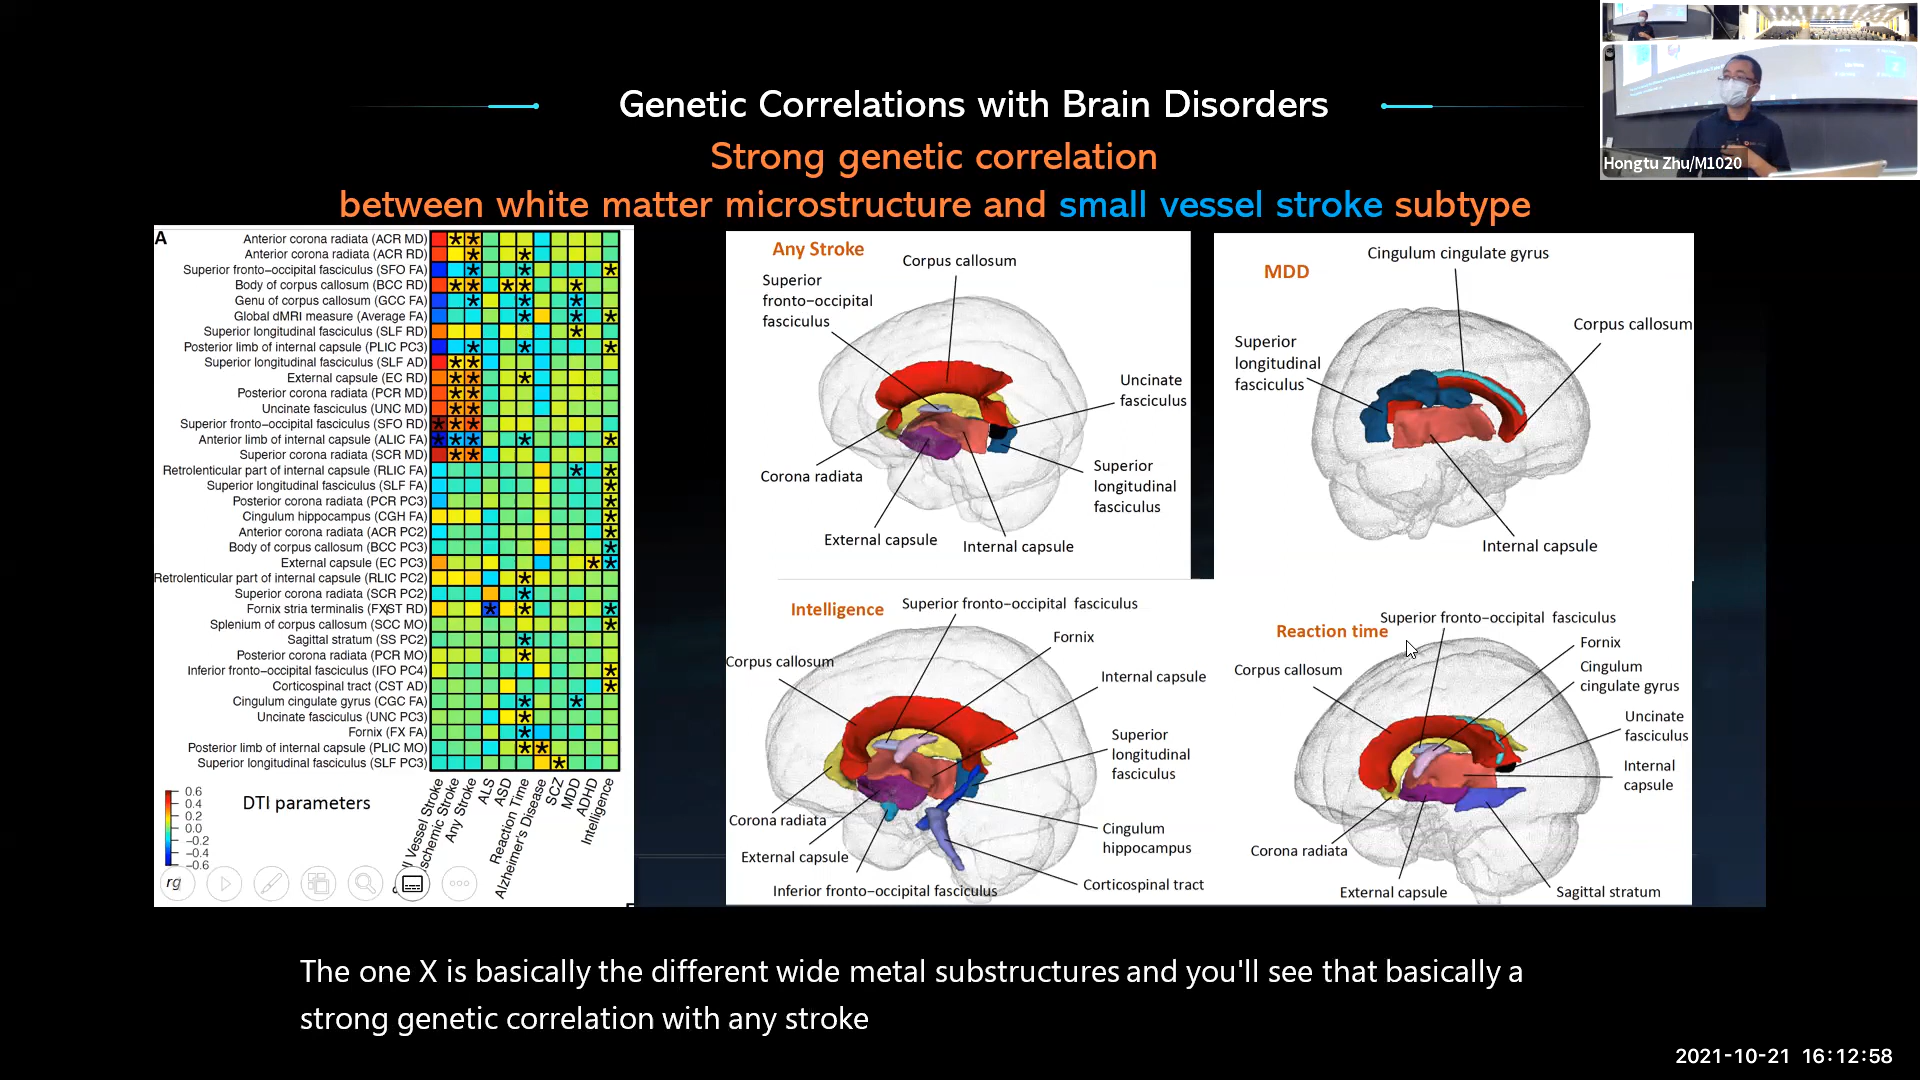 Genetic Correlations with Brain Disorders
Strong genetic correlation
between white matter microstructure and small vessel stroke subtype
Hongtu Zhu/M1020
A
Anterior corona radiata (ACR MD)
Anterior corona radiata (ACR RD)
Superior fronto-occipital fasciculus (SFO FA)
Body of corpus callosum (BCC RD)
Genu of corpus callosum (GCC FA)
Global dMRI measure (Average FA)
Superior longitudinal fasciculus (SLF RD)
Posterior limb of internal capsule (PLIC PC3)
Superior longitudinal fasciculus (SLF AD)
External capsule (EC RD)
Posterior corona radiata (PCR MD)
Uncinate fasciculus (UNC MD)
Superior fronto-occipital fasciculus (SFO RD)
Anterior limb of internal capsule (ALIC FA)
Superior corona radiata (SCR MD)
Retrolenticular part of internal capsule (RLIC FA)
Superior longitudinal fasciculus (SLF FA)
Posterior corona radiata (PCR PC3)
Cingulum hippocampus (CGH FA)
Anterior corona radiata (ACR PC2)
Body of corpus callosum (BCC PC3)
External capsule (EC PC3)
Retrolenticular part of internal capsule (RLIC PC2)
Superior corona radiata (SCR PC2)
Fornix stria terminalis (FXST RD)
Splenium of corpus callosum (SCC MO)
Sagittal stratum (SS PC2)
Posterior corona radiata (PCR MO)
Inferior fronto-occipital fasciculus (IFO PC4)
Corticospinal tract (CST AD)
Cingulum cingulate gyrus (CGC FA)
Uncinate fasciculus (UNC PC3)
Fornix (FX FA)
Posterior limb of internal capsule (PLIC MO)
Superior longitudinal fasciculus (SLF PC3)
Vessel Stroke
Any Stroke
ALS
ASD
Reaction Time
Alzheimer's Disease
SCZ
MDD
ADHD
Intelligence
0.6
0.4
0.2
0.0
-0.2
-0.4
-0.6
rg
DTI parameters
Any Stroke
Corpus callosum
Superior
fronto-occipital
fasciculus
Uncinate
fasciculus
Corona radiata
Superior
longitudinal
fasciculus
External capsule
Internal capsule
MDD
Cingulum cingulate gyrus
Corpus callosum
Superior
longitudinal
fasciculus
Internal capsule
Intelligence
Superior fronto-occipital fasciculus
Fornix
Corpus callosum
Internal capsule
Superior
longitudinal
fasciculus
Corona radiata
Cingulum
hippocampus
External capsule
Corticospinal tract
Inferior fronto-occipital fasciculus
Reaction time
Superior fronto-occipital fasciculus
Fornix
Corpus callosum
Cingulum
cingulate gyrus
Uncinate
fasciculus
Internal
capsule
Corona radiata
External capsule
Sagittal stratum
The one X is basically the different wide metal substructures and you'll see that basically a
strong genetic correlation with any stroke
2021-10-21 16:12:58